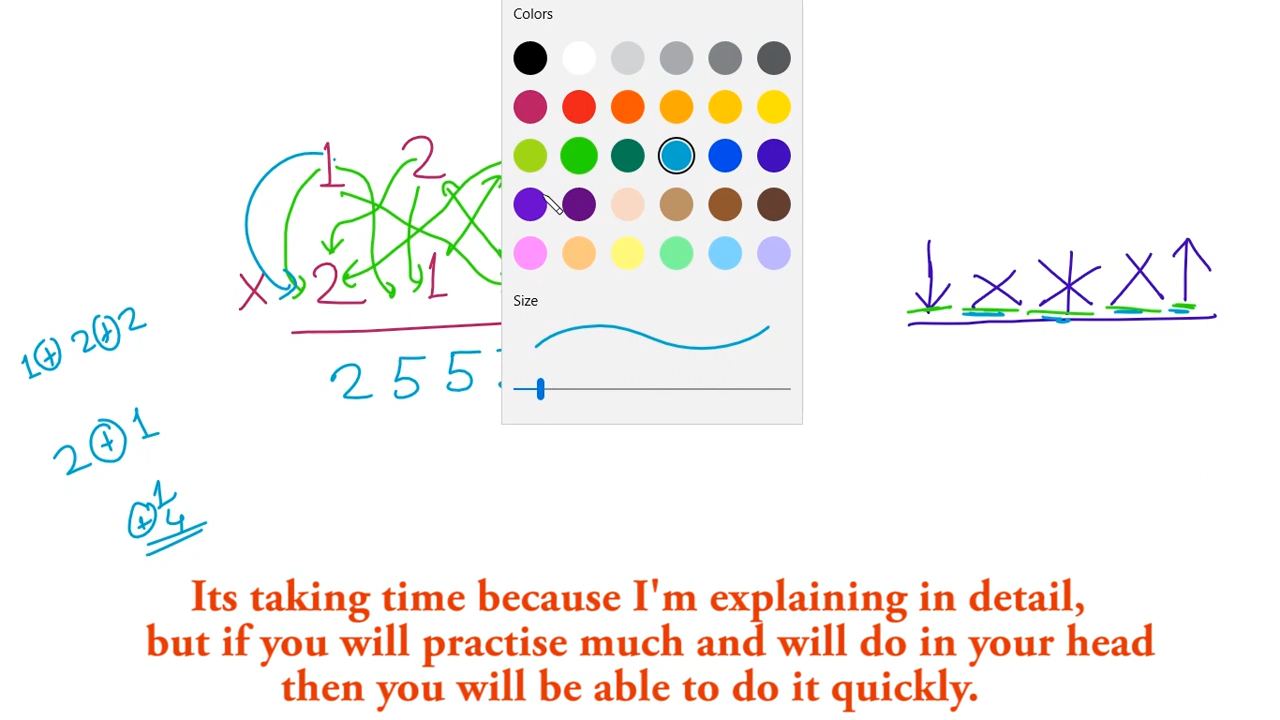 Colors
1 2
x 2 1
Size
1 + 2 + 2
2 5 5
2 + 1
+ 1
4
Its taking time because I'm explaining in detail,
but if you will practise much and will do in your head
then you will be able to do it quickly.